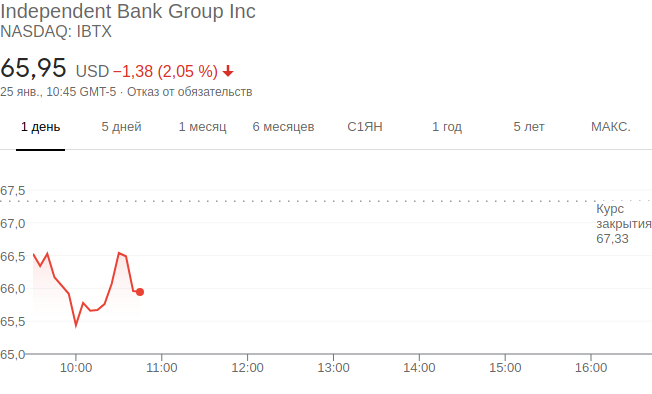 Independent Bank Group Inc
NASDAQ: IBTX
65,95 USD −1,38 (2,05 %)
25 янв., 10:45 GMT-5 · Отказ от обязательств
1 день 5 дней 1 месяц 6 месяцев С1ЯН 1 год 5 лет МАКС.
67,5
Курс
закрытия
67,33
67,0
66,5
66,0
65,5
65,0
10:00 11:00 12:00 13:00 14:00 15:00 16:00